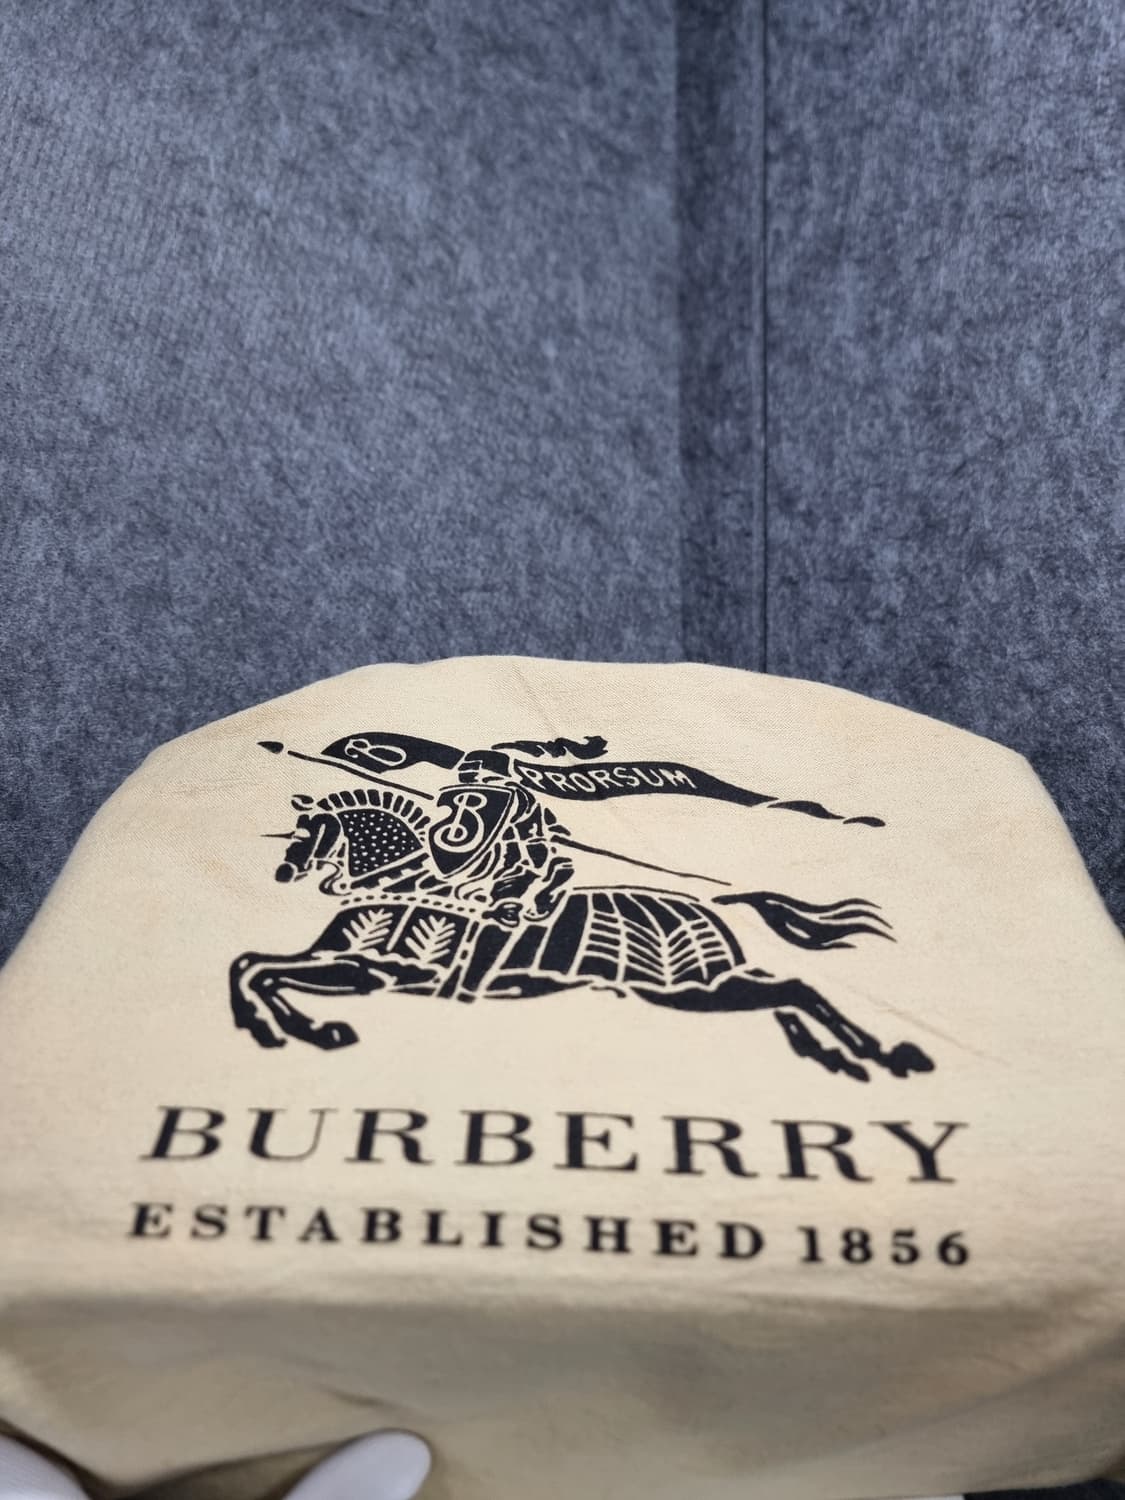 B
PRORSUM
B
BURBERRY
ESTABLISHED 1856